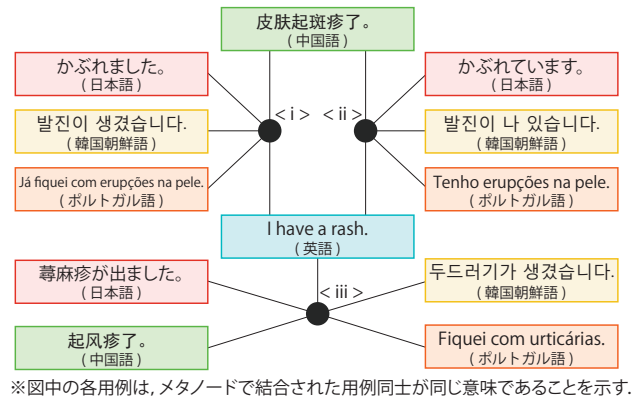 皮肤起斑疹了。
(中国語)
かぶれました。
(日本語)
かぶれています。
(日本語)
< i >
< ii >
발진이 생겼습니다.
(韓国朝鮮語)
발진이 나 있습니다.
(韓国朝鮮語)
Já fiquei com erupções na pele.
(ポルトガル語)
Tenho erupções na pele.
(ポルトガル語)
I have a rash.
(英語)
蕁麻疹が出ました。
(日本語)
두드러기가 생겼습니다.
(韓国朝鮮語)
< iii >
起风疹了。
(中国語)
Fiquei com urticárias.
(ポルトガル語)
※図中の各用例は, メタノードで結合された用例同士が同じ意味であることを示す.